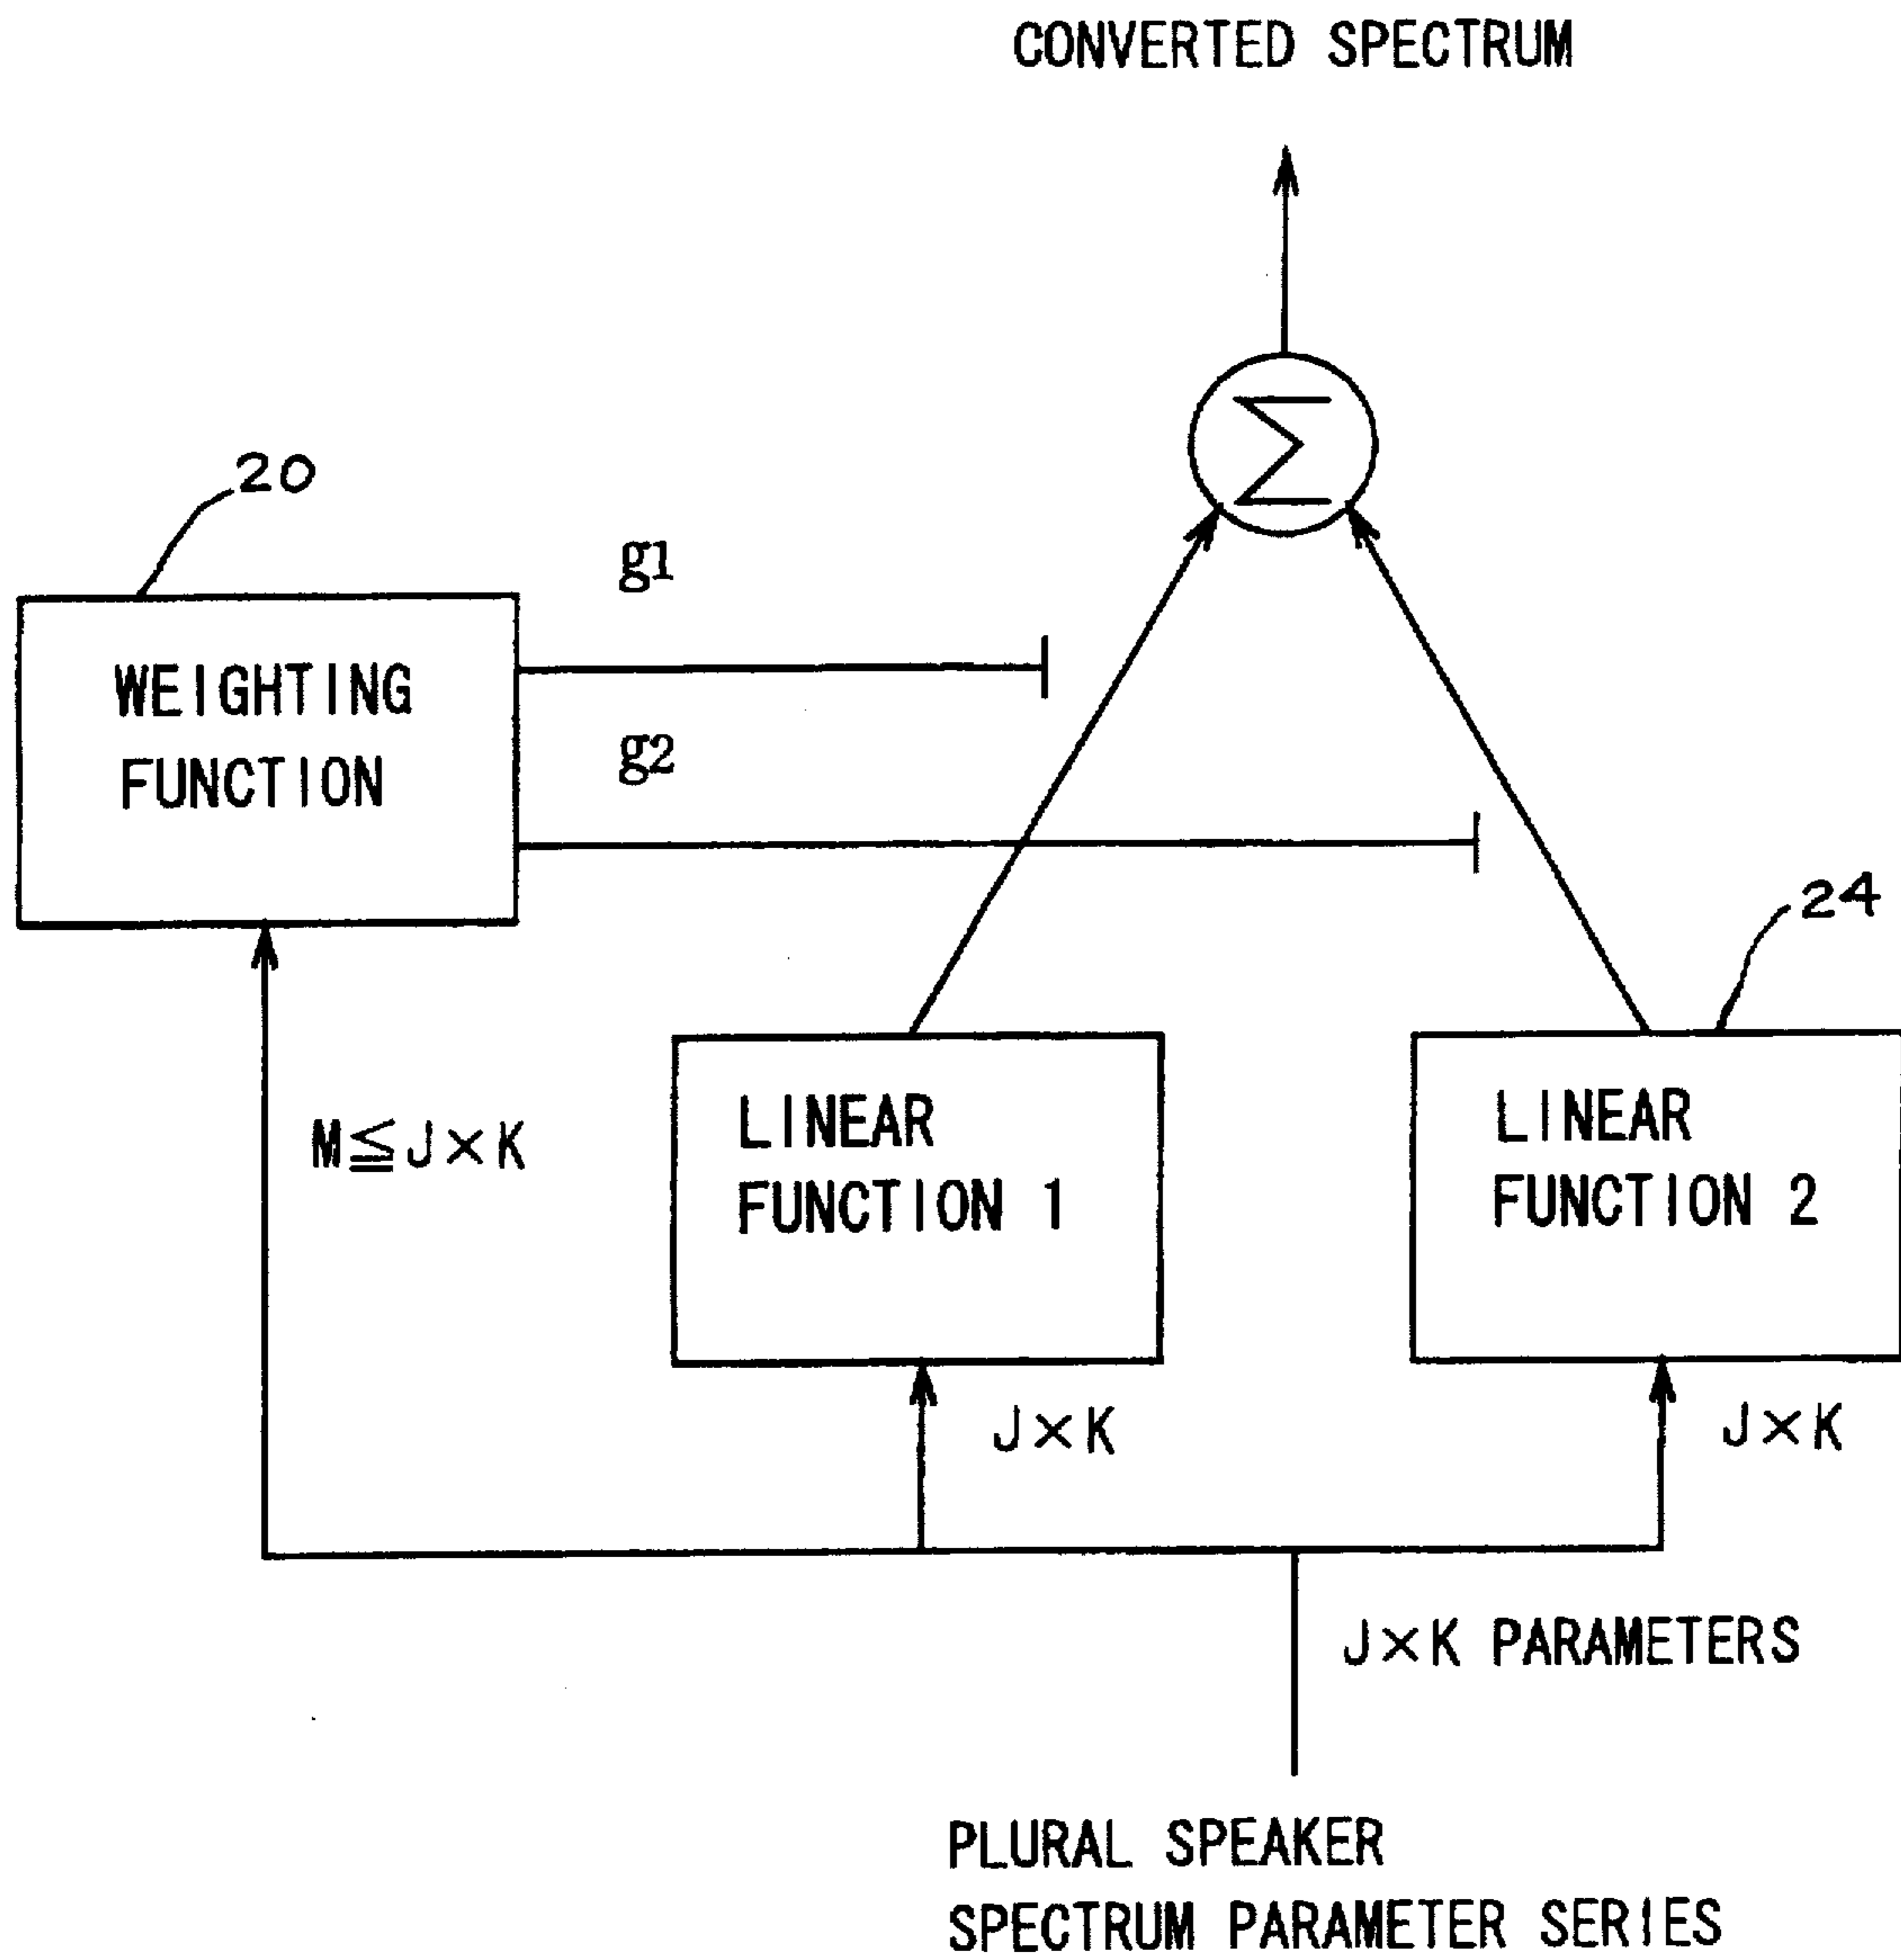 CONVERTED SPECTRUM
Σ
20
g1
WEIGHTING
FUNCTION
g2
24
M≦J×K
LINEAR
FUNCTION 1
LINEAR
FUNCTION 2
J×K
J×K
J×K PARAMETERS
PLURAL SPEAKER
SPECTRUM PARAMETER SERIES